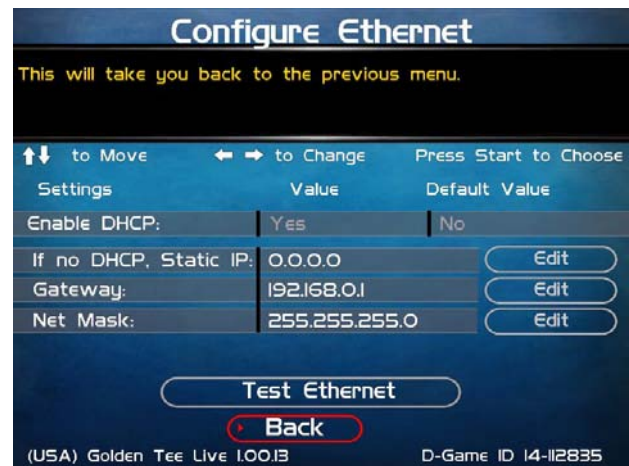 Configure Ethernet
This will take you back to the previous menu.
to Move to Change Press Start to Choose
Settings Value Default Value
Enable DHCP: Yes No
If no DHCP, Static IP: 0.0.0.0 Edit
Gateway: 192.168.0.1 Edit
Net Mask: 255.255.255.0 Edit
Test Ethernet
Back
(USA) Golden Tee Live 1.00.13 D-Game ID 14-112835